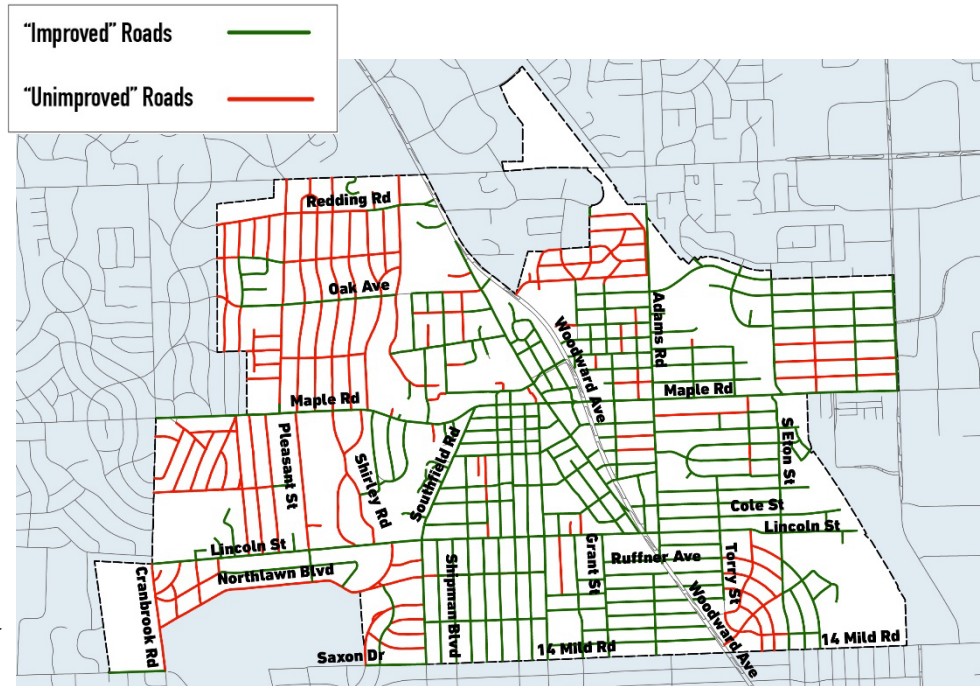 “Improved” Roads
“Unimproved” Roads
Redding Rd
Oak Ave
Adams Rd
Woodward Ave
Maple Rd
Maple Rd
Pleasant St
Shirley Rd
Southfield Rd
S Eton St
Cole St
Lincoln St
Lincoln St
Ruffner Ave
Grant St
Torry St
Northlawn Blvd
Cranbrook Rd
Shipman Blvd
Woodward Ave
14 Mild Rd
14 Mild Rd
Saxon Dr